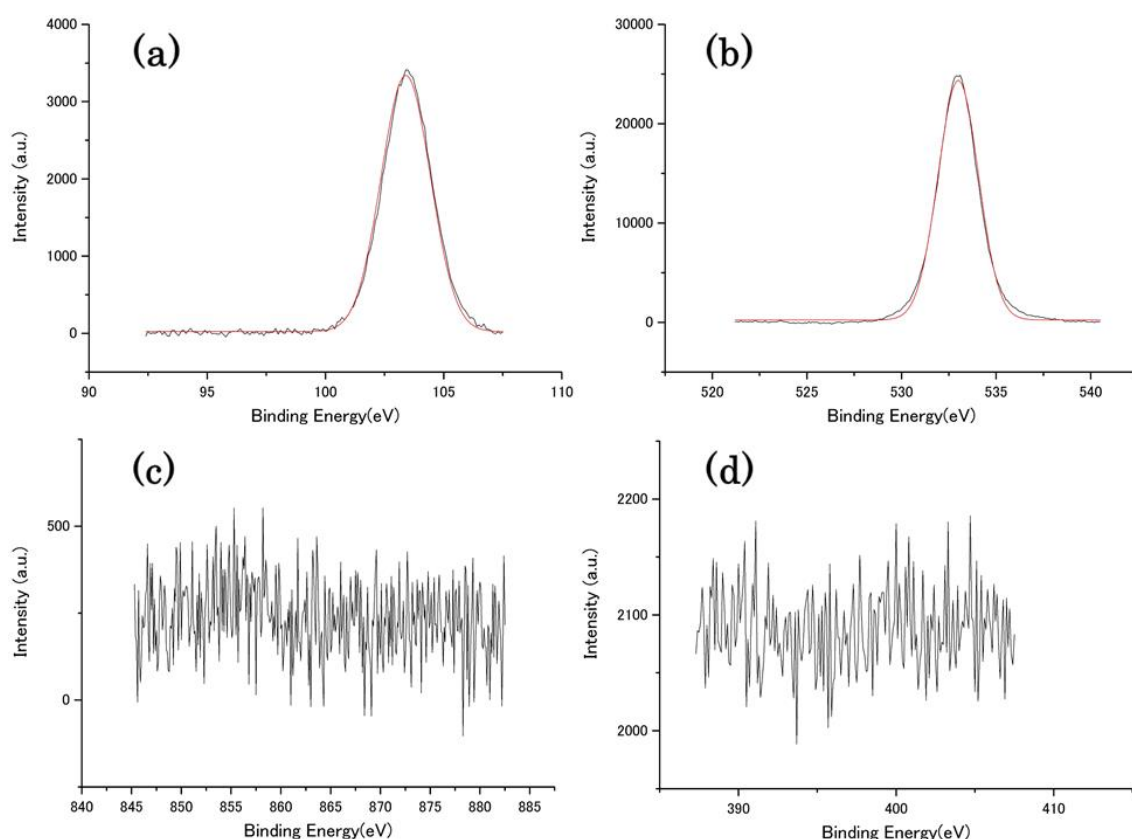 (a)
4000
3000
2000
1000
0
Intensity (a.u.)
90 95 100 105 110
Binding Energy(eV)
(b)
30000
20000
10000
0
Intensity (a.u.)
520 525 530 535 540
Binding Energy(eV)
(c)
500
0
Intensity (a.u.)
840 845 850 855 860 865 870 875 880 885
Binding Energy(eV)
(d)
2200
2100
2000
Intensity (a.u.)
390 400 410
Binding Energy(eV)